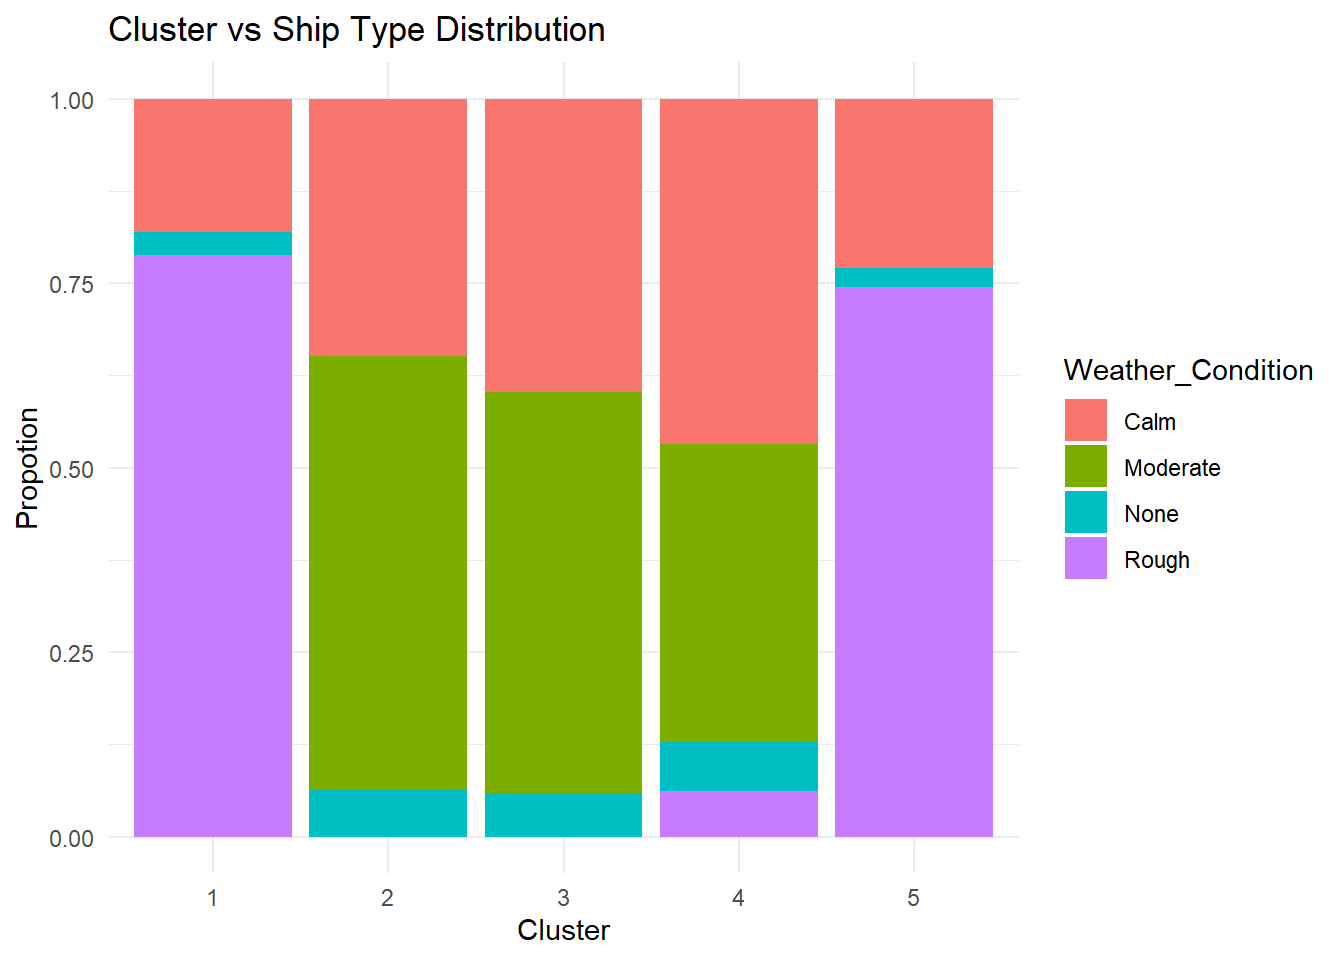 Cluster vs Ship Type Distribution
1.00
0.75
0.50
0.25
0.00
Propotion
1 2 3 4 5
Cluster
Weather_Condition
Calm
Moderate
None
Rough